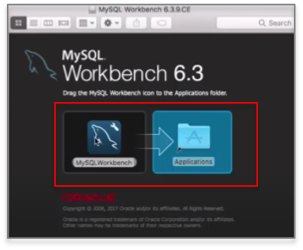 MySQL Workbench 6.3.9.CE
Search
MySQL
Workbench 6.3
Drag the MySQL Workbench icon to the Applications folder.
MySQLWorkbench
Applications
ORACLE
Copyright © 2006, 2017 Oracle and/or its affiliates. All Rights Reserved.
Oracle is a registered trademark of Oracle Corporation and/or its affiliates.
Other names may be trademarks of their respective owners.